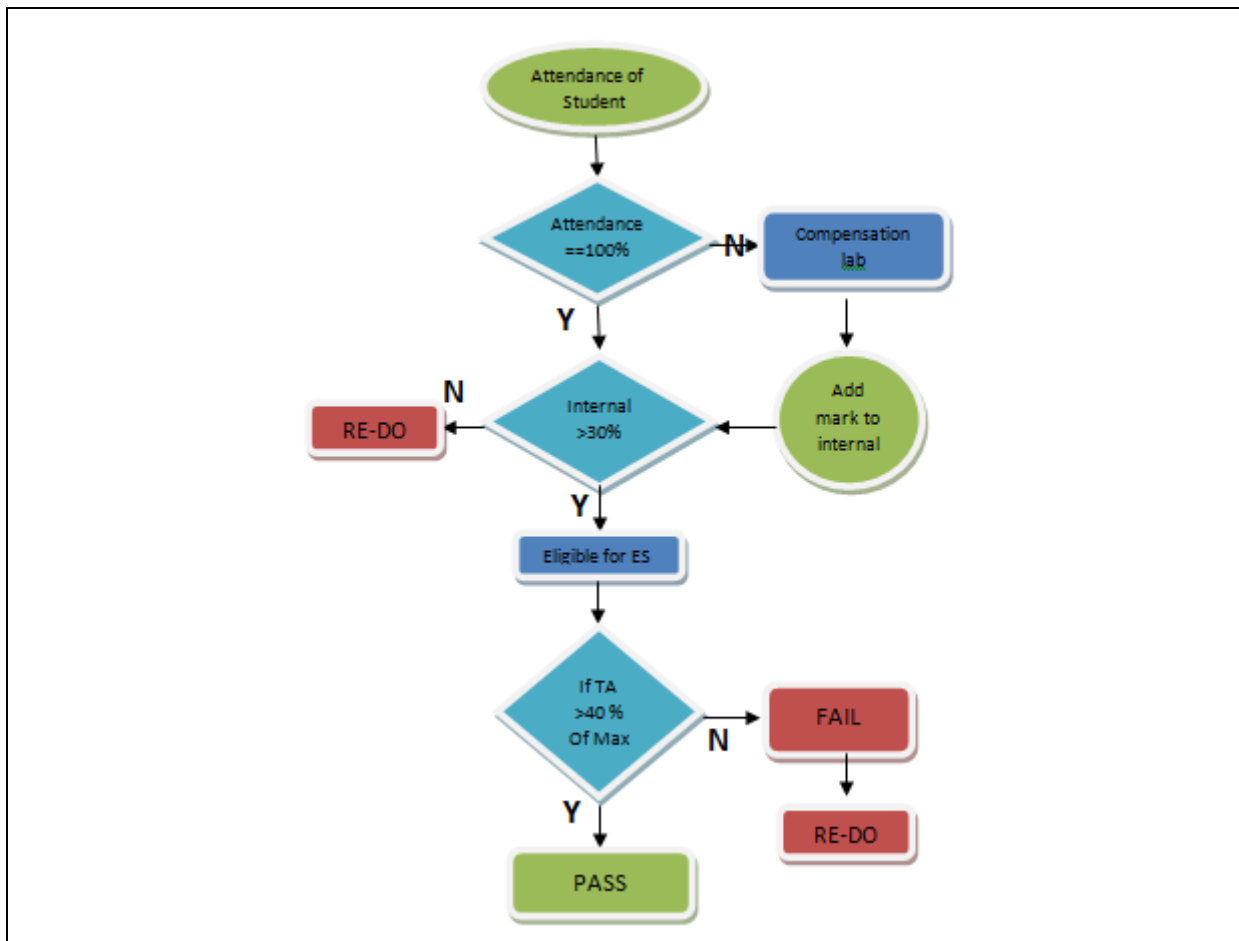 Attendance of
Student
Attendance
==100%
N
Compensation
lab
Y
Internal
>30%
N
RE-DO
Add
mark to
internal
Y
Eligible for ES
If TA
>40 %
Of Max
N
FAIL
RE-DO
Y
PASS